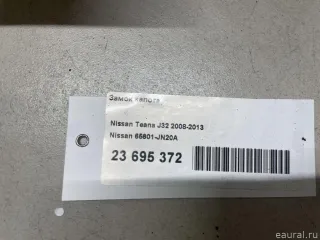 Замок капота
Nissan Teana J32 2008-2013
Nissan 65601-JN20A
23 695 372
eaural.ru